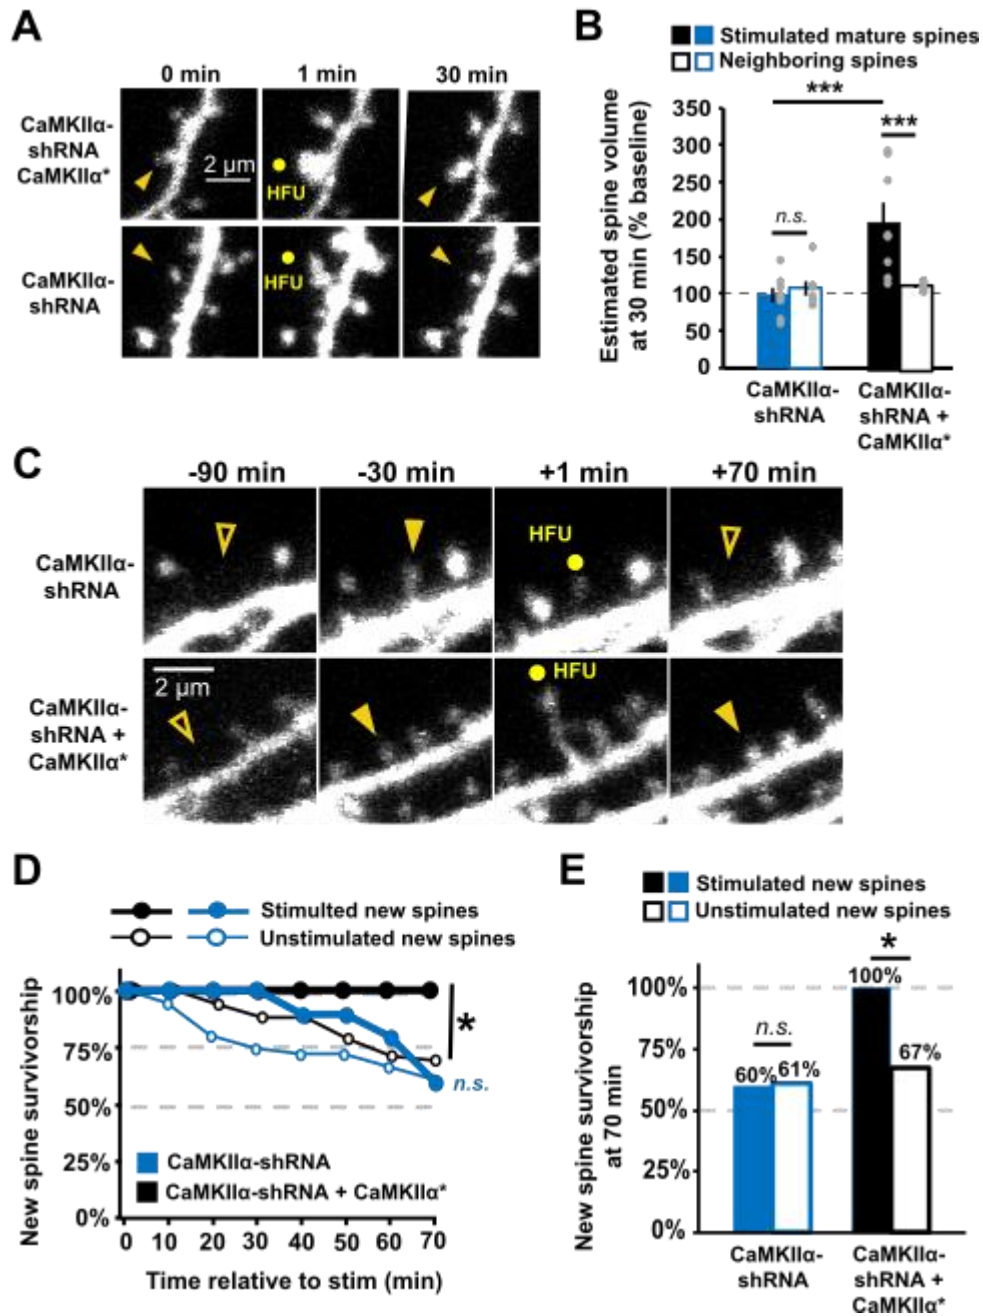 A
0 min 1 min 30 min
CaMKIIα-
shRNA
CaMKIIα*
2 μm
HFU
CaMKIIα-
shRNA
HFU
B
Stimulated mature spines
Neighboring spines
***
***
n.s.
Estimated spine volume
at 30 min (% baseline)
350
300
250
200
150
100
50
0
CaMKIIα-
shRNA
CaMKIIα-
shRNA +
CaMKIIα*
C
-90 min -30 min +1 min +70 min
CaMKIIα-
shRNA
HFU
CaMKIIα-
shRNA +
CaMKIIα*
2 μm
HFU
D
Stimulted new spines
Unstimulated new spines
New spine survivorship
100%
75%
50%
25%
0%
*
n.s.
CaMKIIα-shRNA
CaMKIIα-shRNA + CaMKIIα*
0 10 20 30 40 50 60 70
Time relative to stim (min)
E
Stimulated new spines
Unstimulated new spines
New spine survivorship
at 70 min
100%
75%
50%
25%
0%
n.s.
60% 61%
*
100%
67%
CaMKIIα-
shRNA
CaMKIIα-
shRNA +
CaMKIIα*